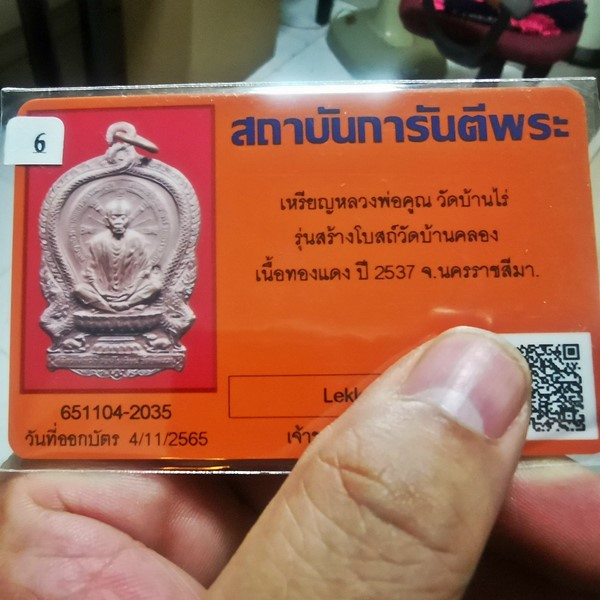 6
สถาบันการันตีพระ
เหรียญหลวงพ่อคูณ วัดบ้านไร่
รุ่นสร้างโบสถ์วัดบ้านคลอง
เนื้อทองแดง ปี 2537 จ.นครราชสีมา.
651104-2035
วันที่ออกบัตร 4/11/2565